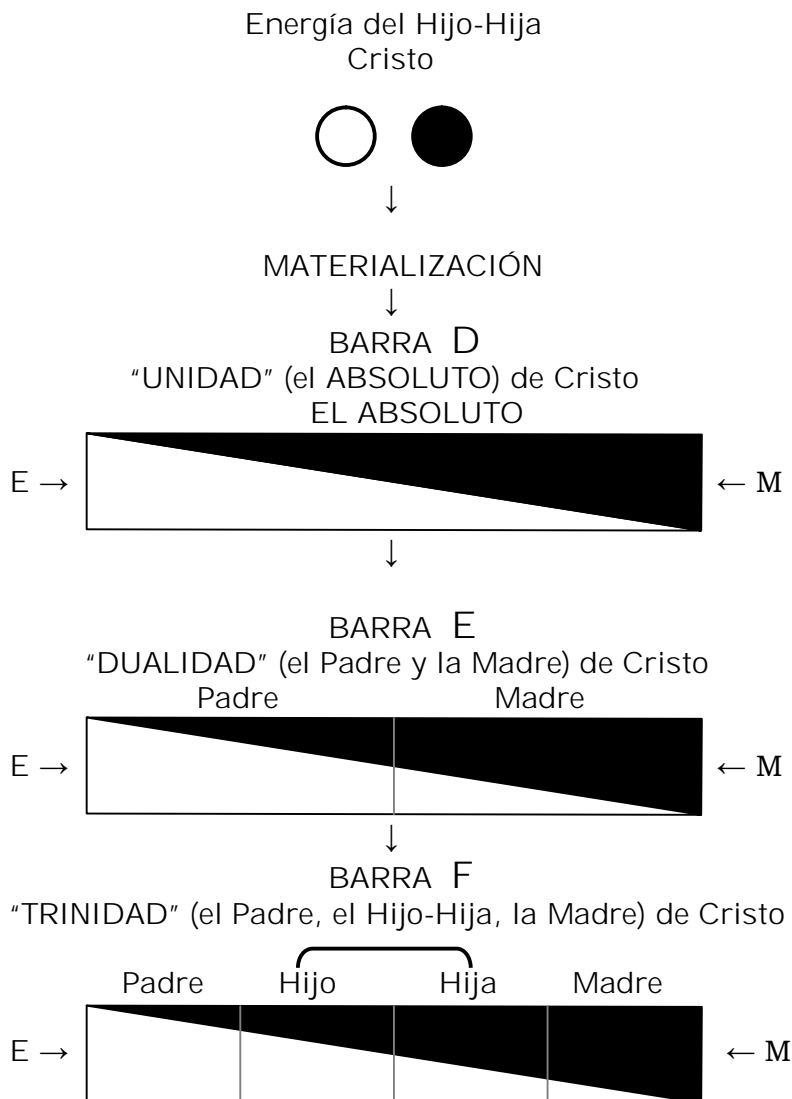 Energía del Hijo-Hija
Cristo
↓
MATERIALIZACIÓN
↓
BARRA D
“UNIDAD” (el ABSOLUTO) de Cristo
EL ABSOLUTO
E → ← M
↓
BARRA E
“DUALIDAD” (el Padre y la Madre) de Cristo
Padre Madre
E → ← M
↓
BARRA F
“TRINIDAD” (el Padre, el Hijo-Hija, la Madre) de Cristo
Padre Hijo Hija Madre
E → ← M